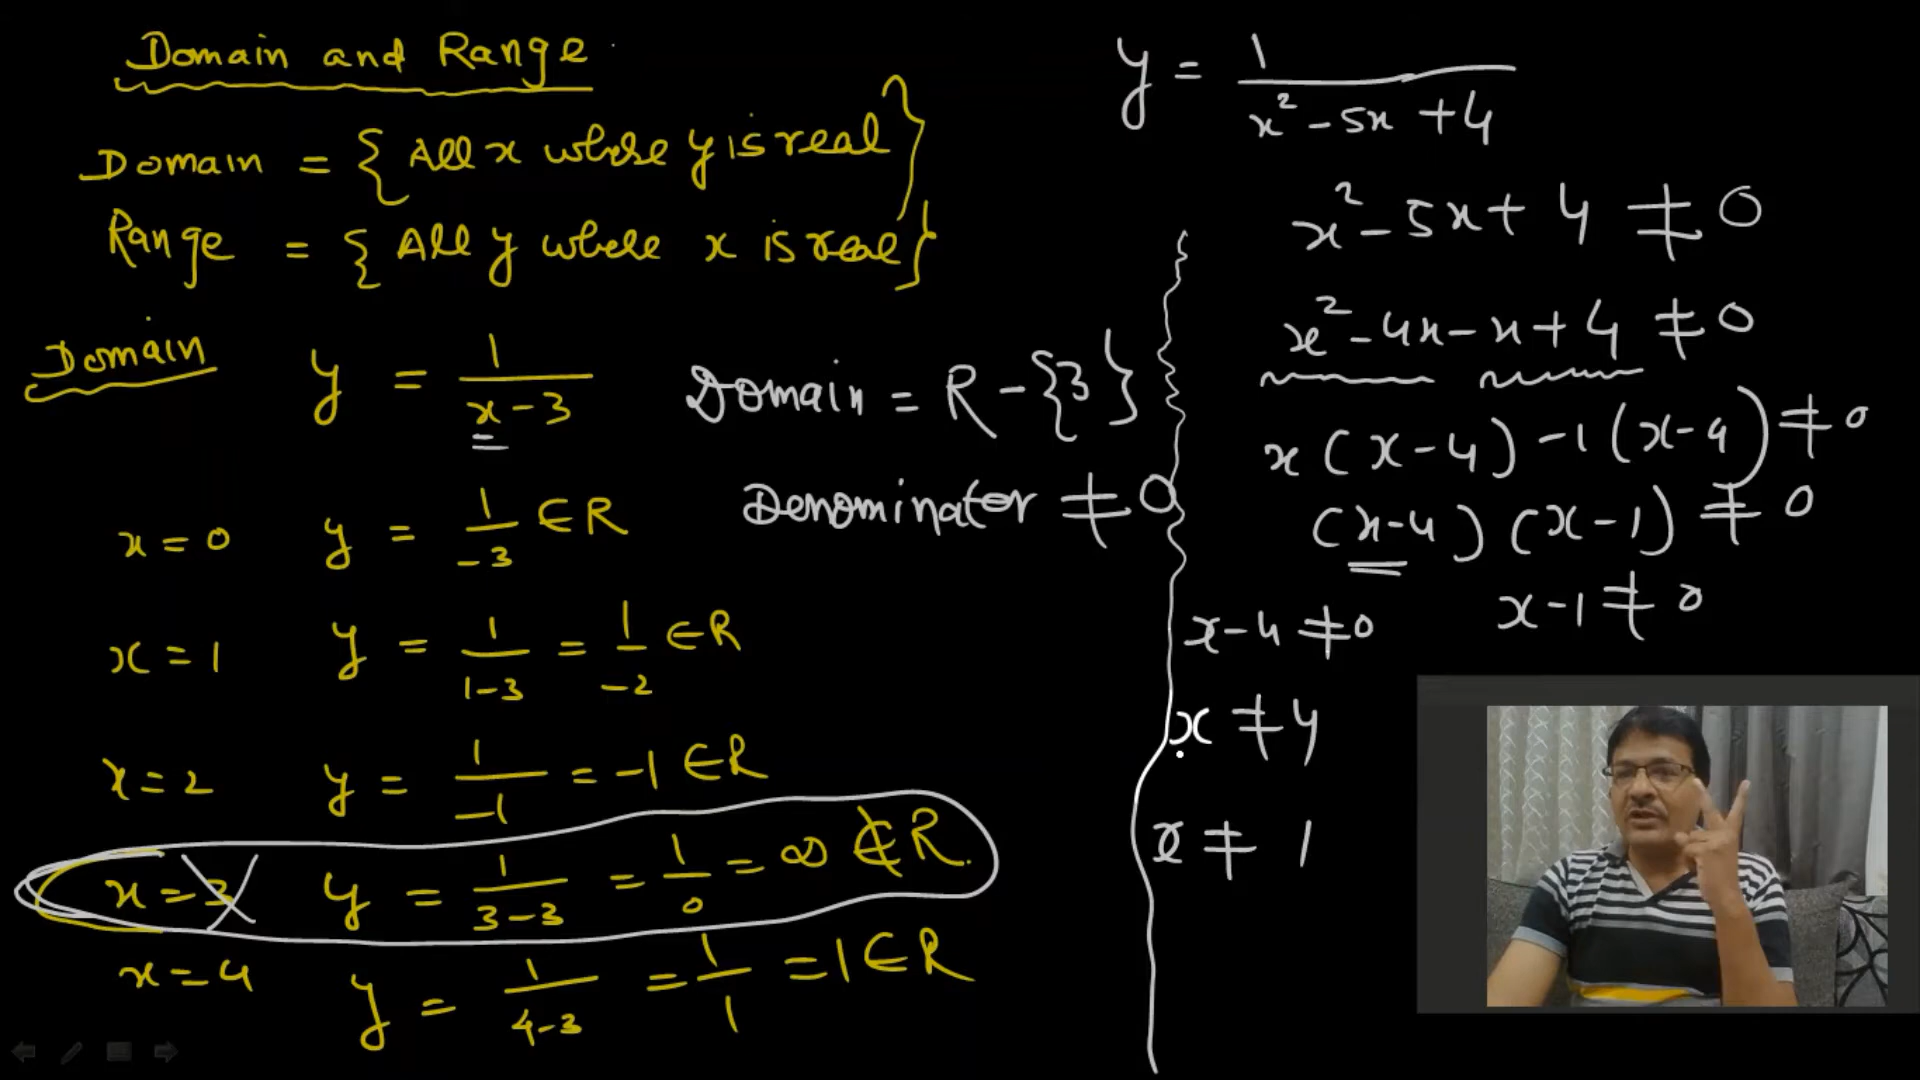 Domain and Range
Domain = {All x where y is real}
Range = {All y where x is real}
Domain y = 1/(x-3) Domain = R - {3}
Denominator ≠ 0
x = 0 y = 1/-3 ∈ R
x = 1 y = 1/(1-3) = 1/-2 ∈ R
x = 2 y = 1/-1 = -1 ∈ R
x = 3 y = 1/(3-3) = 1/0 = ∞ ∉ R.
x = 4 y = 1/(4-3) = 1/1 = 1 ∈ R
y = 1/(x² - 5x + 4)
x² - 5x + 4 ≠ 0
x² - 4x - x + 4 ≠ 0
x(x-4) -1(x-4) ≠ 0
(x-4) (x-1) ≠ 0
x-4 ≠ 0 x-1 ≠ 0
x ≠ 4
x ≠ 1